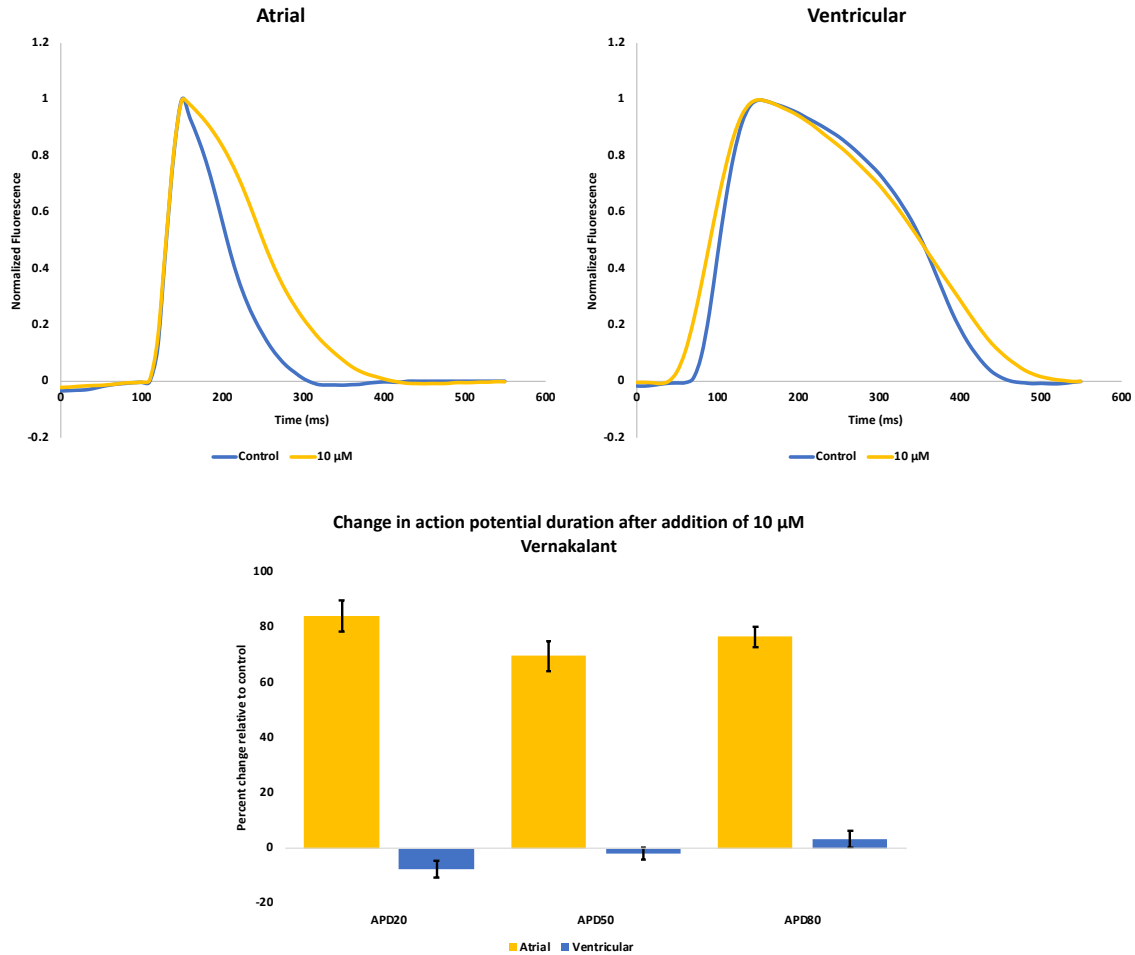 Atrial
1.2
1
0.8
0.6
0.4
0.2
0
-0.2
Normalized Fluorescence
0 100 200 300 400 500 600
Time (ms)
Control 10 µM
Ventricular
1.2
1
0.8
0.6
0.4
0.2
0
-0.2
Normalized Fluorescence
0 100 200 300 400 500 600
Time (ms)
Control 10 µM
Change in action potential duration after addition of 10 µM
Vernakalant
100
80
60
40
20
0
-20
Percent change relative to control
APD20 APD50 APD80
Atrial Ventricular